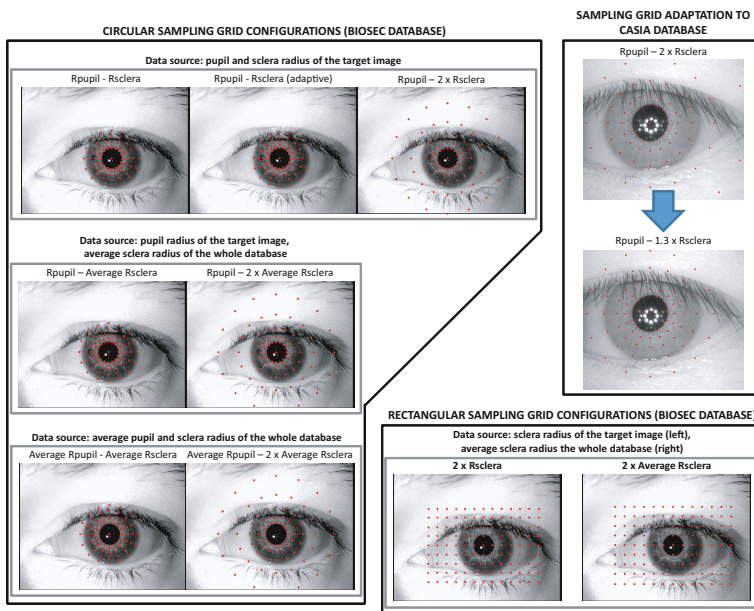 CIRCULAR SAMPLING GRID CONFIGURATIONS (BIOSEC DATABASE)
Data source: pupil and sclera radius of the target image
Rpupil - Rsclera
Rpupil - Rsclera (adaptive)
Rpupil – 2 x Rsclera
Data source: pupil radius of the target image,
average sclera radius of the whole database
Rpupil – Average Rsclera
Rpupil – 2 x Average Rsclera
Data source: average pupil and sclera radius of the whole database
Average Rpupil - Average Rsclera
Average Rpupil – 2 x Average Rsclera
SAMPLING GRID ADAPTATION TO
CASIA DATABASE
Rpupil – 2 x Rsclera
Rpupil – 1.3 x Rsclera
RECTANGULAR SAMPLING GRID CONFIGURATIONS (BIOSEC DATABASE)
Data source: sclera radius of the target image (left),
average sclera radius the whole database (right)
2 x Rsclera
2 x Average Rsclera